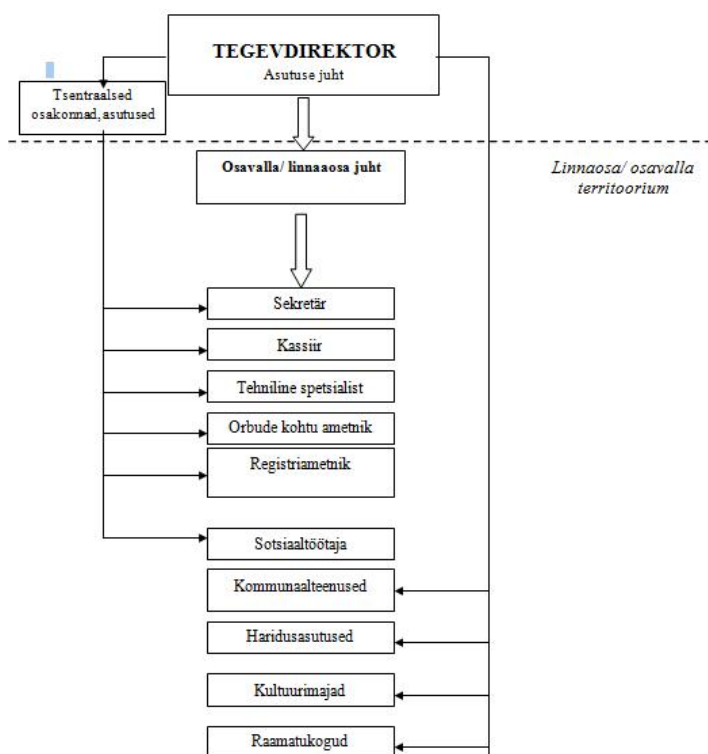 TEGEVDIREKTOR
Asutuse juht
Tsentraalsed
osakonnad, asutused
Osavalla/ linnaaosa juht
Linnaosa/ osavalla
territoorium
Sekretär
Kassiir
Tehniline spetsialist
Orbude kohtu ametnik
Registriametnik
Sotsiaaltöötaja
Kommunaalteenused
Haridusasutused
Kultuurimajad
Raamatukogud